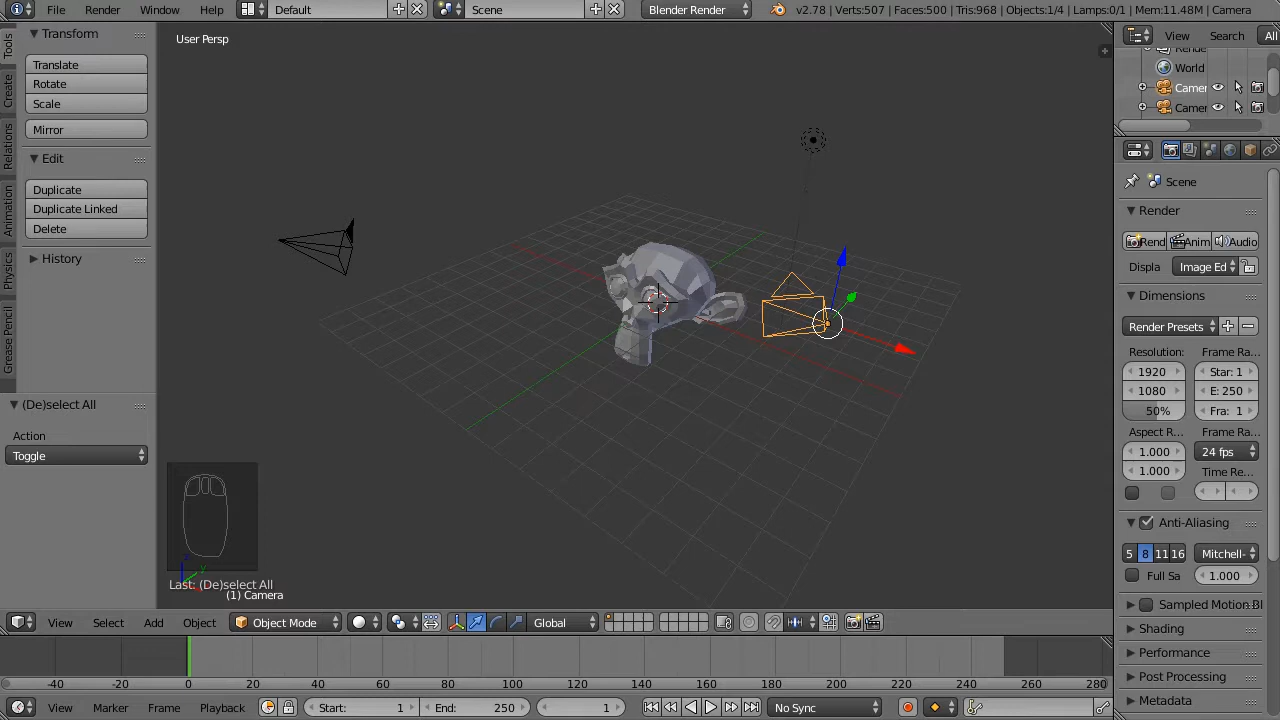 File Render Window Help Default Scene Blender Render v2.78 | Verts:507 | Faces:500 | Tris:968 | Objects:1/4 | Lamps:0/1 | Mem:11.48M | Camera
Tools
Create
Relations
Animation
Physics
Grease Pencil
Transform
Translate
Rotate
Scale
Mirror
Edit
Duplicate
Duplicate Linked
Delete
History
(De)select All
Action
Toggle
User Persp
Last: (De)select All
(1) Camera
View Search All
World
Camer
Camer
Scene
Render
Rend Anim Audio
Displa Image Ed
Dimensions
Render Presets
Resolution: Frame Ra...
1920 Star: 1
1080 E: 250
50% Fra: 1
Aspect R... Frame Ra...
1.000 24 fps
1.000 Time Re...
Anti-Aliasing
5 8 11 16 Mitchell-
Full Sa 1.000
Sampled Motion Bl
Shading
Performance
Post Processing
Metadata
View Select Add Object Object Mode Global
-40 -20 0 20 40 60 80 100 120 140 160 180 200 220 240 260 280
View Marker Frame Playback Start: 1 End: 250 1 No Sync